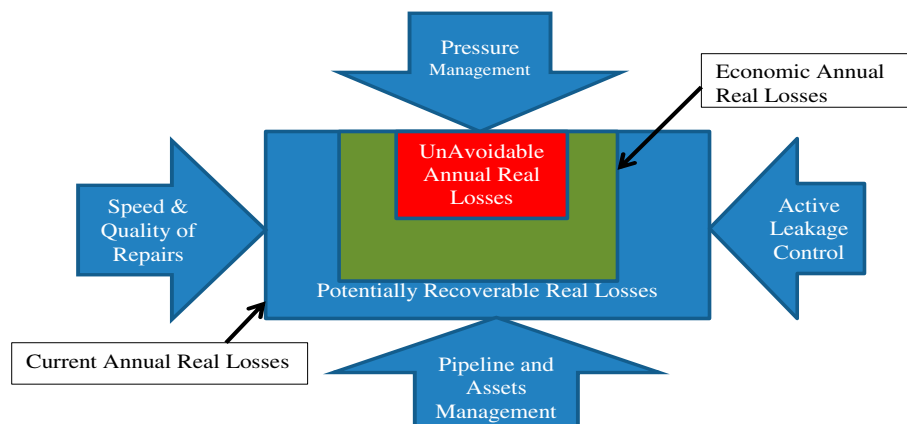 Pressure
Management
Economic Annual
Real Losses
UnAvoidable
Annual Real
Losses
Speed &
Quality of
Repairs
Active
Leakage
Control
Potentially Recoverable Real Losses
Current Annual Real Losses
Pipeline and
Assets
Management